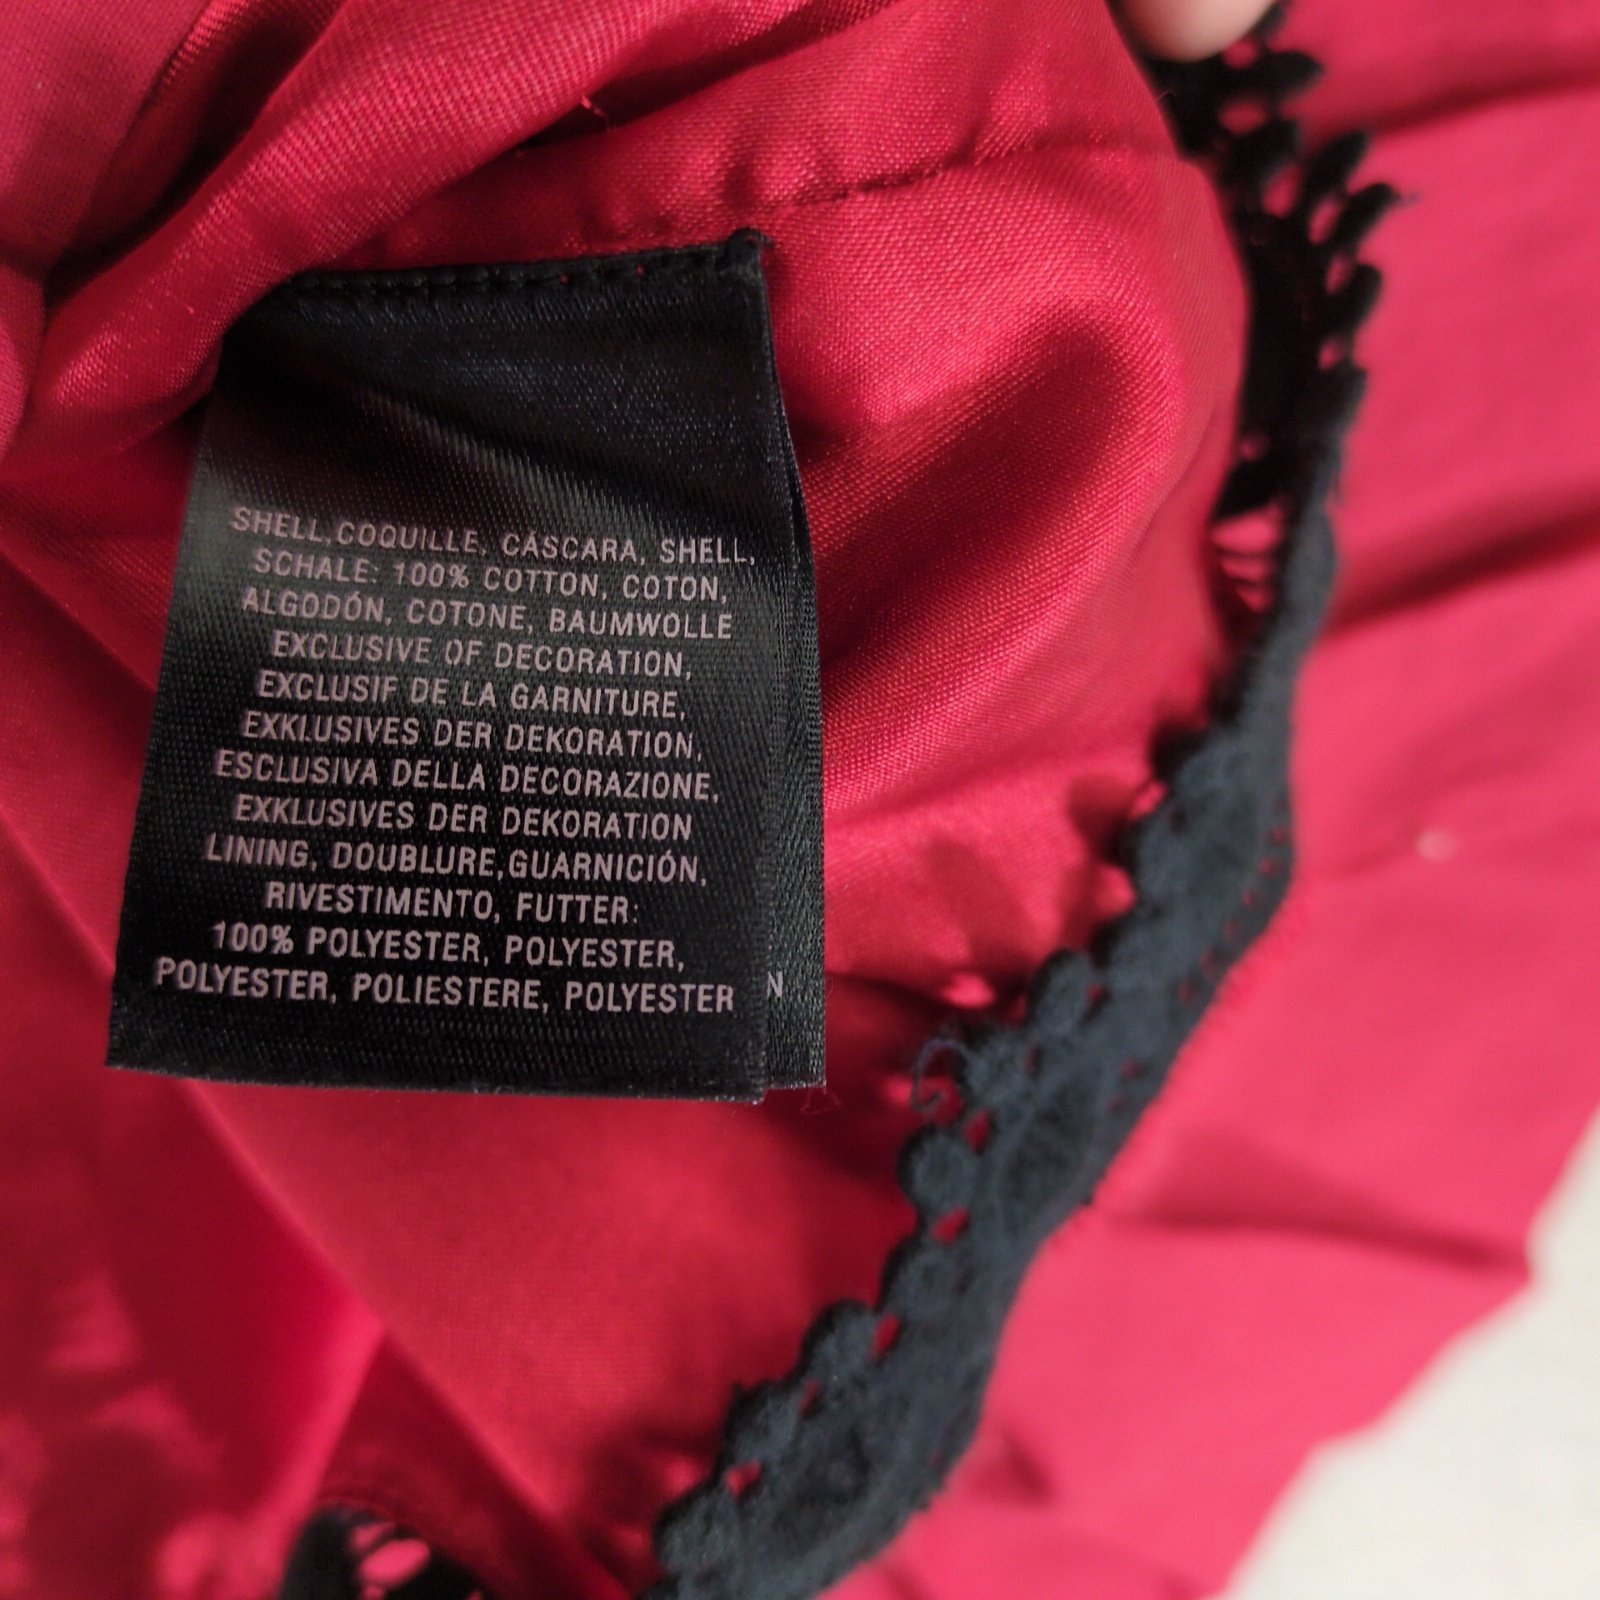 SHELL,COQUILLE, CÁSCARA, SHELL,
SCHALE: 100% COTTON, COTON,
ALGODÓN, COTONE, BAUMWOLLE
EXCLUSIVE OF DECORATION,
EXCLUSIF DE LA GARNITURE,
EXKLUSIVES DER DEKORATION,
ESCLUSIVA DELLA DECORAZIONE,
EXKLUSIVES DER DEKORATION
LINING, DOUBLURE,GUARNICIÓN,
RIVESTIMENTO, FUTTER:
100% POLYESTER, POLYESTER,
POLYESTER, POLIESTERE, POLYESTER
N